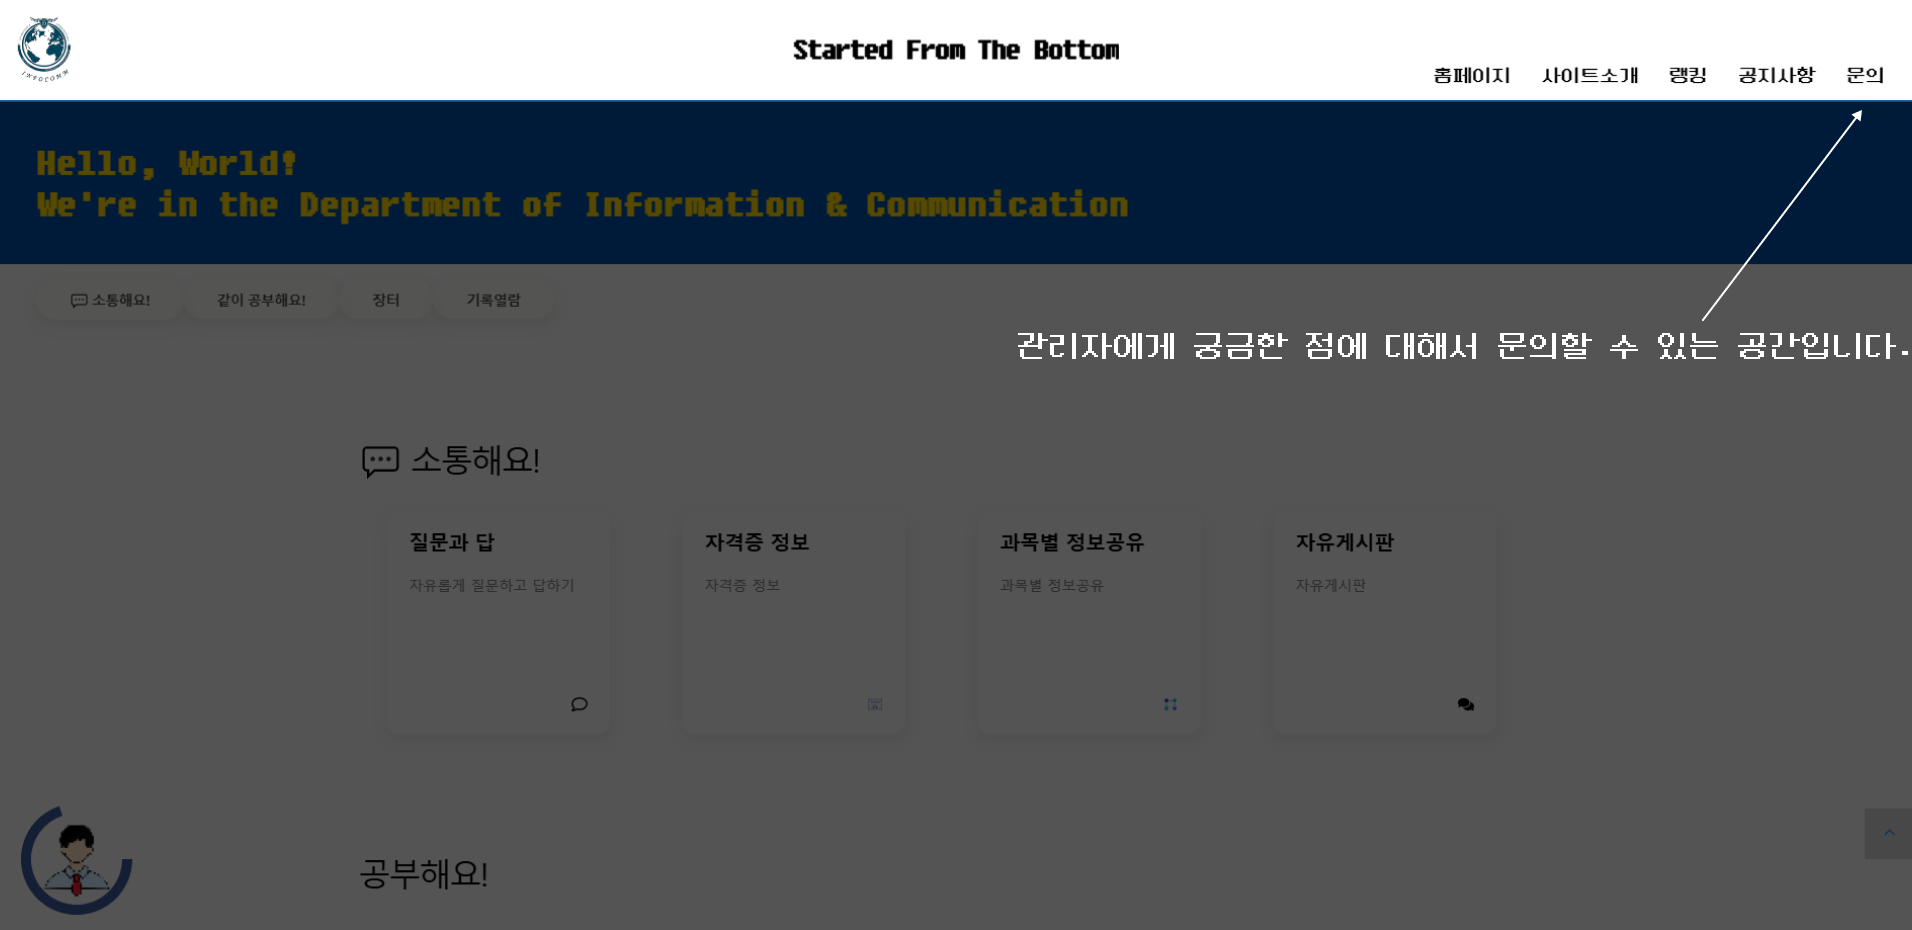 INFOCOMM
Started From The Bottom
홈페이지 사이트소개 랭킹 공지사항 문의
Hello, World!
We're in the Department of Information & Communication
소통해요! 같이 공부해요! 장터 기록열람
관리자에게 궁금한 점에 대해서 문의할 수 있는 공간입니다.
소통해요!
질문과 답 자격증 정보 과목별 정보공유 자유게시판
자유롭게 질문하고 답하기 자격증 정보 과목별 정보공유 자유게시판
공부해요!